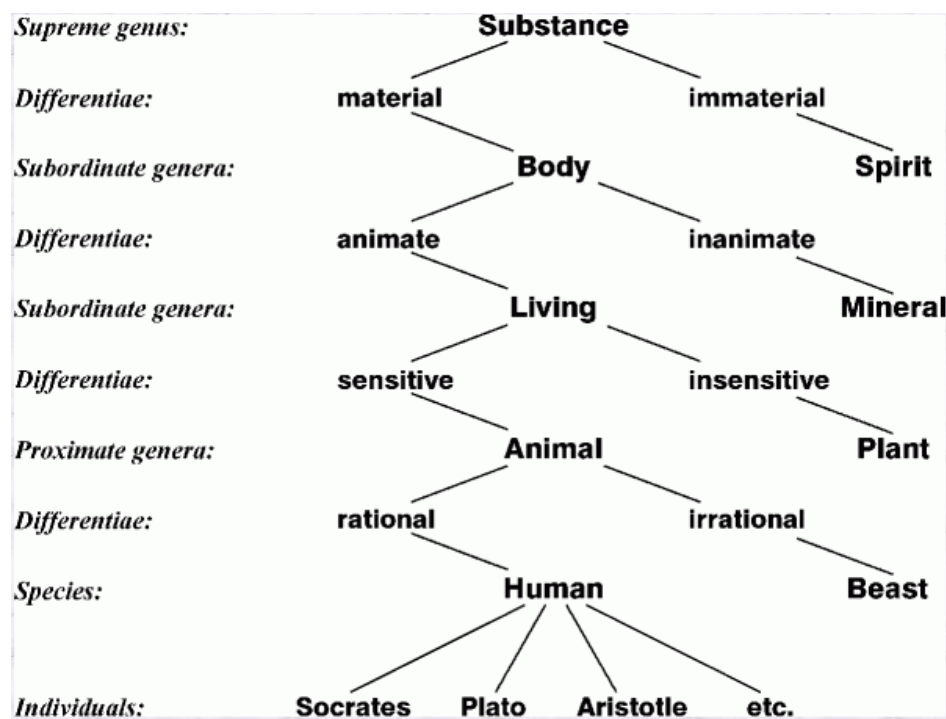 Supreme genus: Substance
Differentiae: material immaterial
Subordinate genera: Body Spirit
Differentiae: animate inanimate
Subordinate genera: Living Mineral
Differentiae: sensitive insensitive
Proximate genera: Animal Plant
Differentiae: rational irrational
Species: Human Beast
Individuals: Socrates Plato Aristotle etc.